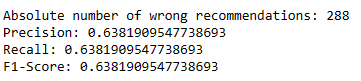 Absolute number of wrong recommendations: 288
Precision: 0.6381909547738693
Recall: 0.6381909547738693
F1-Score: 0.6381909547738693